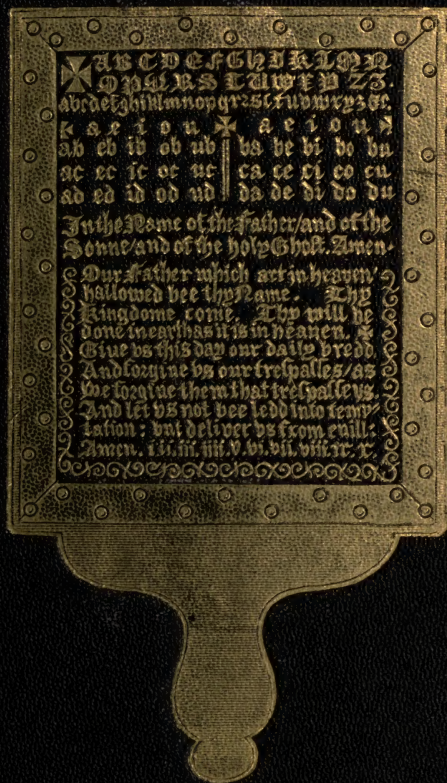 ✠ A B C D E F G H I K L M N
O P Q R S T U W X Y Z
abcdefghiklmnopqrzsſtuvwxyz&c.
a e i o u ✠ a e i o u
ab eb ib ob ub ba be bi bo bu
ac ec ic oc uc ca ce ci co cu
ad ed id od ud da de di do du
In the Name of the Father/and of the
Sonne/and of the holy Ghost. Amen.
Our Father which art in heaven/
hallowed bee thy Name. Thy
kingdome come. Thy will be
done in earth as it is in heauen. ✠
Giue vs this day our daily bredd
And forgiue vs our treſpaſſes/as
We forgiue them that treſpaſſe vs.
And let vs not bee ledd into temp-
tation: but deliver vs from euill:
Amen. i.ii.iii.iiii.v.vi.vii.viii.ix.x.